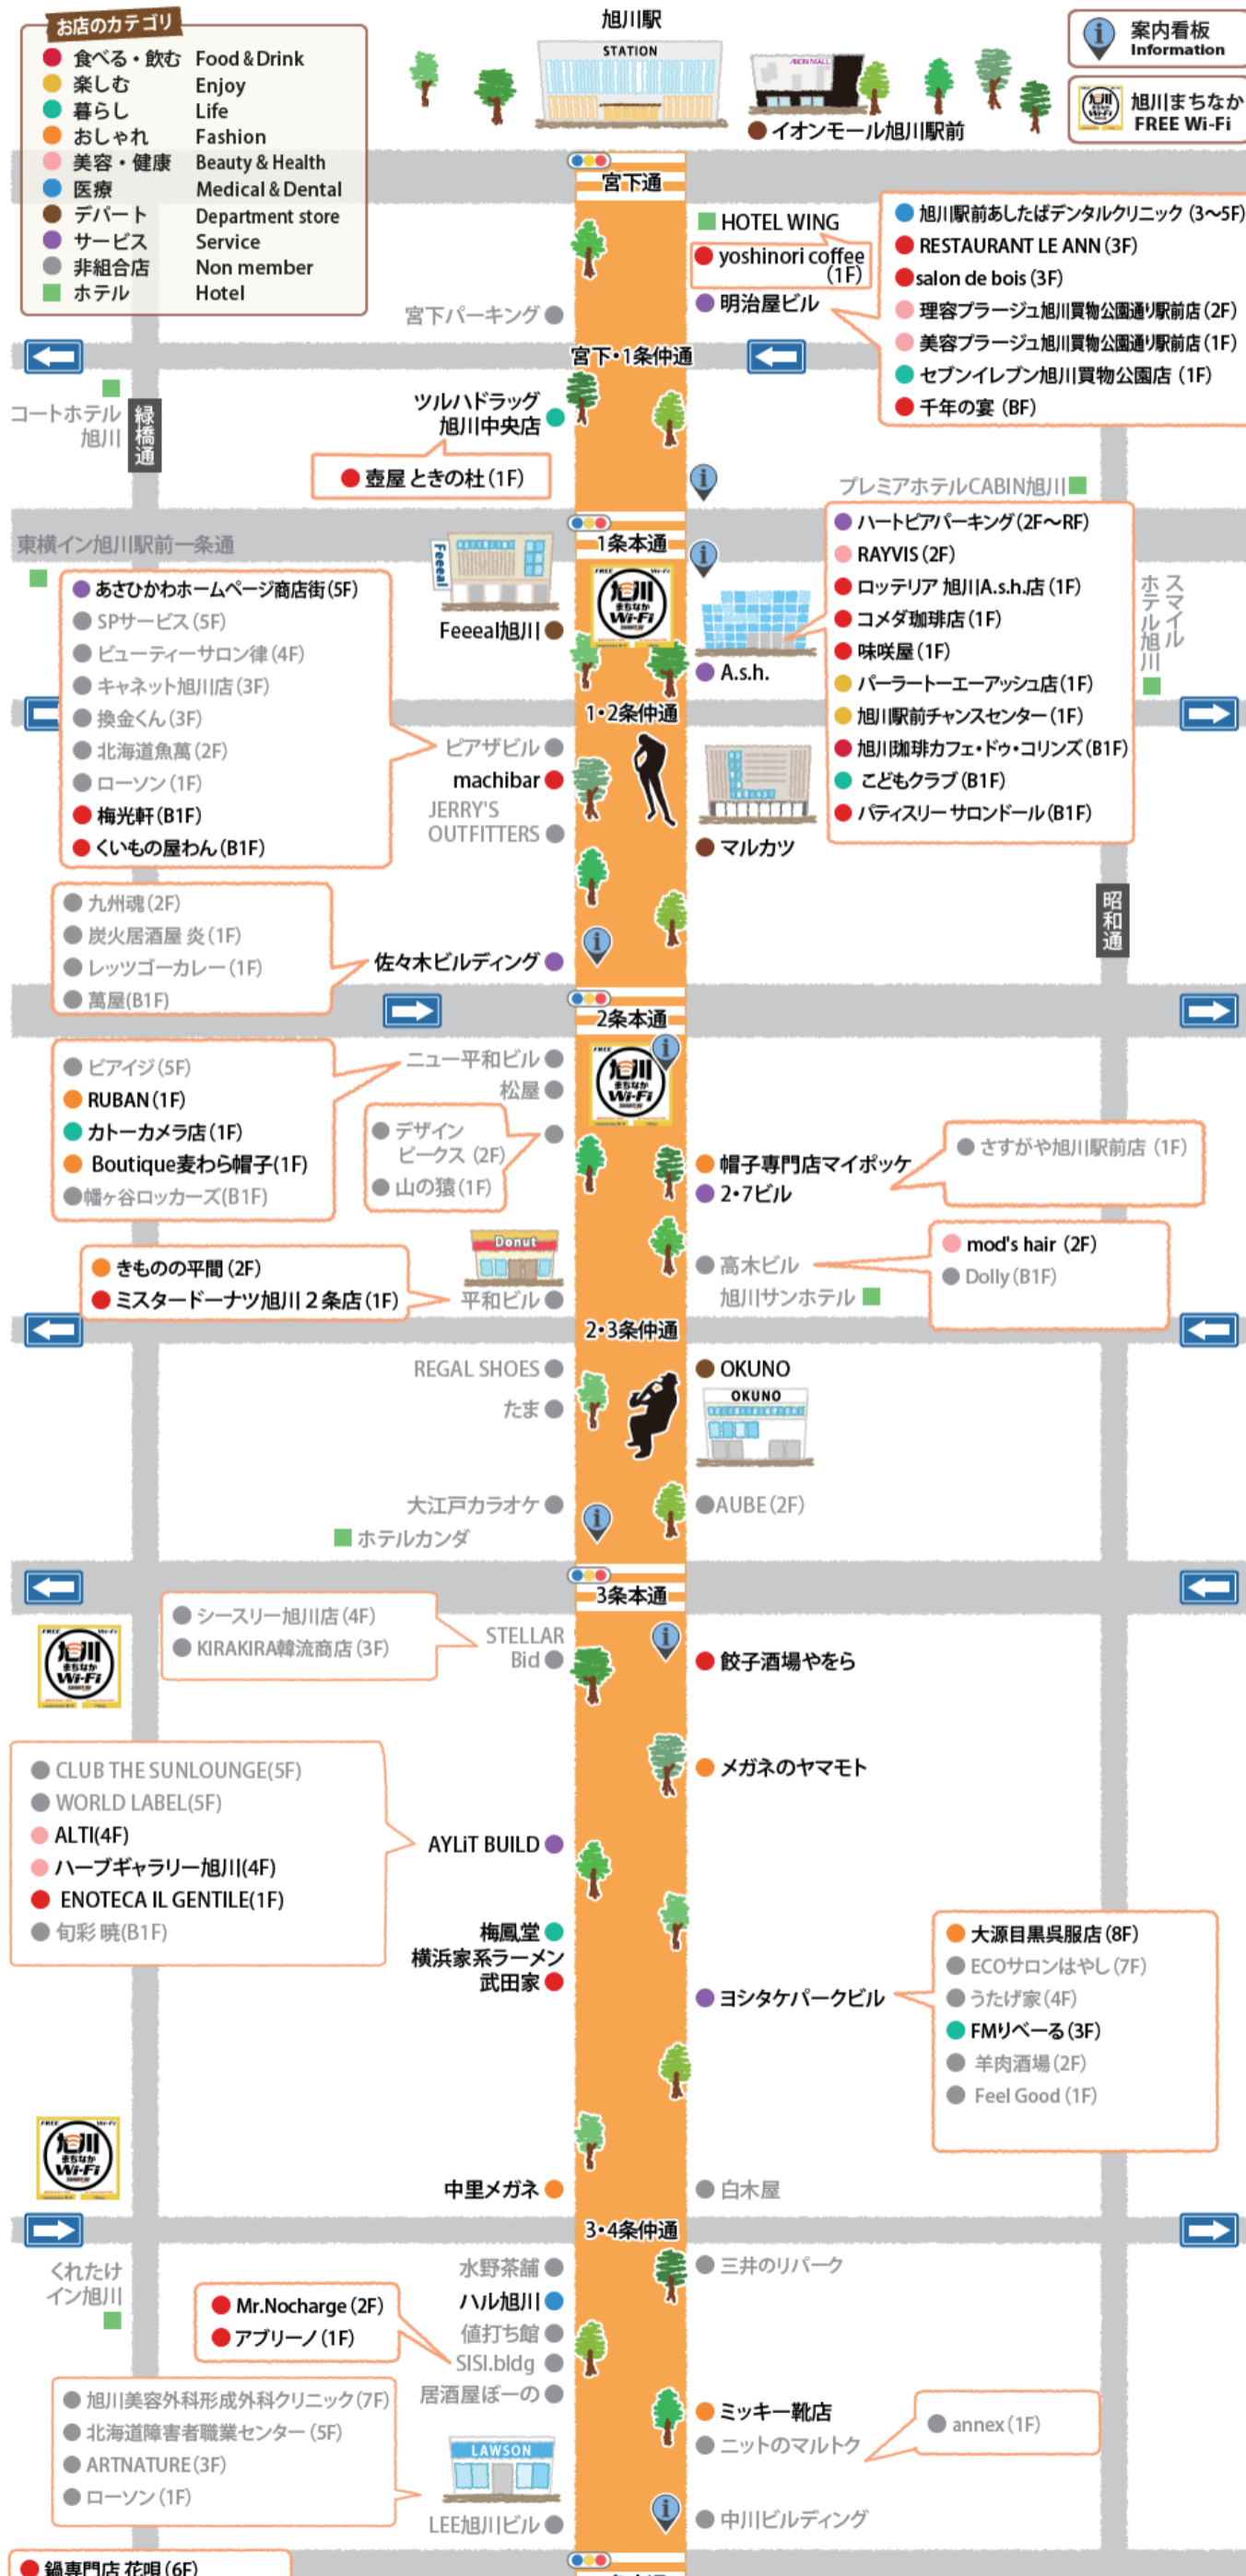 旭川駅
STATION
AEON MALL
イオンモール旭川駅前
案内看板
Information
旭川まちなか
FREE Wi-Fi
お店のカテゴリ
食べる・飲む Food & Drink
楽しむ Enjoy
暮らし Life
おしゃれ Fashion
美容・健康 Beauty & Health
医療 Medical & Dental
デパート Department store
サービス Service
非組合店 Non member
ホテル Hotel
宮下通
HOTEL WING
yoshinori coffee
(1F)
明治屋ビル
旭川駅前あしたばデンタルクリニック (3～5F)
RESTAURANT LE ANN (3F)
salon de bois (3F)
理容プラージュ旭川買物公園通り駅前店 (2F)
美容プラージュ旭川買物公園通り駅前店 (1F)
セブンイレブン旭川買物公園店 (1F)
千年の宴 (BF)
宮下パーキング
宮下・1条仲通
コートホテル
旭川
緑橋通
ツルハドラッグ
旭川中央店
壺屋 ときの杜 (1F)
プレミアホテルCABIN旭川
1条本通
東横イン旭川駅前一条通
Feeeal
Feeeal旭川
旭川
まちなか
Wi-Fi
A.s.h.
ハートピアパーキング(2F～RF)
RAYVIS (2F)
ロッテリア 旭川A.s.h.店 (1F)
コメダ珈琲店 (1F)
味咲屋 (1F)
パーラートーエーアッシュ店 (1F)
旭川駅前チャンスセンター (1F)
旭川珈琲カフェ・ドゥ・コリンズ (B1F)
こどもクラブ (B1F)
パティスリー サロンドール (B1F)
スマイル
ホテル旭川
あさひかわホームページ商店街(5F)
SPサービス (5F)
ビューティーサロン律 (4F)
キャネット旭川店 (3F)
換金くん (3F)
北海道魚萬 (2F)
ローソン (1F)
梅光軒 (B1F)
くいもの屋わん (B1F)
1・2条仲通
ピアザビル
machibar
JERRY'S
OUTFITTERS
マルカツ
昭和通
九州魂 (2F)
炭火居酒屋 炎 (1F)
レッツゴーカレー (1F)
萬屋(B1F)
佐々木ビルディング
2条本通
ピアイジ (5F)
RUBAN (1F)
カトーカメラ店 (1F)
Boutique麦わら帽子(1F)
幡ヶ谷ロッカーズ(B1F)
ニュー平和ビル
松屋
デザイン
ピークス (2F)
山の猿 (1F)
FREE Wi-Fi
旭川
まちなか
Wi-Fi
帽子専門店マイポッケ
2・7ビル
さすがや旭川駅前店 (1F)
Donut
きものの平間 (2F)
ミスタードーナツ旭川２条店 (1F)
平和ビル
高木ビル
mod's hair (2F)
Dolly (B1F)
旭川サンホテル
2・3条仲通
REGAL SHOES
たま
OKUNO
OKUNO
大江戸カラオケ
ホテルカンダ
AUBE (2F)
3条本通
旭川
まちなか
Wi-Fi
シースリー旭川店 (4F)
KIRAKIRA韓流商店 (3F)
STELLAR
Bid
餃子酒場やをら
メガネのヤマモト
CLUB THE SUNLOUNGE(5F)
WORLD LABEL(5F)
ALTI(4F)
ハーブギャラリー旭川(4F)
ENOTECA IL GENTILE(1F)
旬彩 暁(B1F)
AYLiT BUILD
梅鳳堂
横浜家系ラーメン
武田家
ヨシタケパークビル
大源目黒呉服店 (8F)
ECOサロンはやし (7F)
うたげ家 (4F)
FMりべーる (3F)
羊肉酒場 (2F)
Feel Good (1F)
FREE Wi-Fi
旭川
まちなか
Wi-Fi
中里メガネ
白木屋
3・4条仲通
くれたけ
イン旭川
水野茶舗
ハル旭川
値打ち館
SISI.bldg
居酒屋ぼーの
Mr.Nocharge (2F)
アブリーノ (1F)
三井のリパーク
ミッキー靴店
ニットのマルトク
annex (1F)
旭川美容外科形成外科クリニック (7F)
北海道障害者職業センター (5F)
ARTNATURE (3F)
ローソン (1F)
LAWSON
LEE旭川ビル
中川ビルディング
鍋専門店 花唄 (6F)